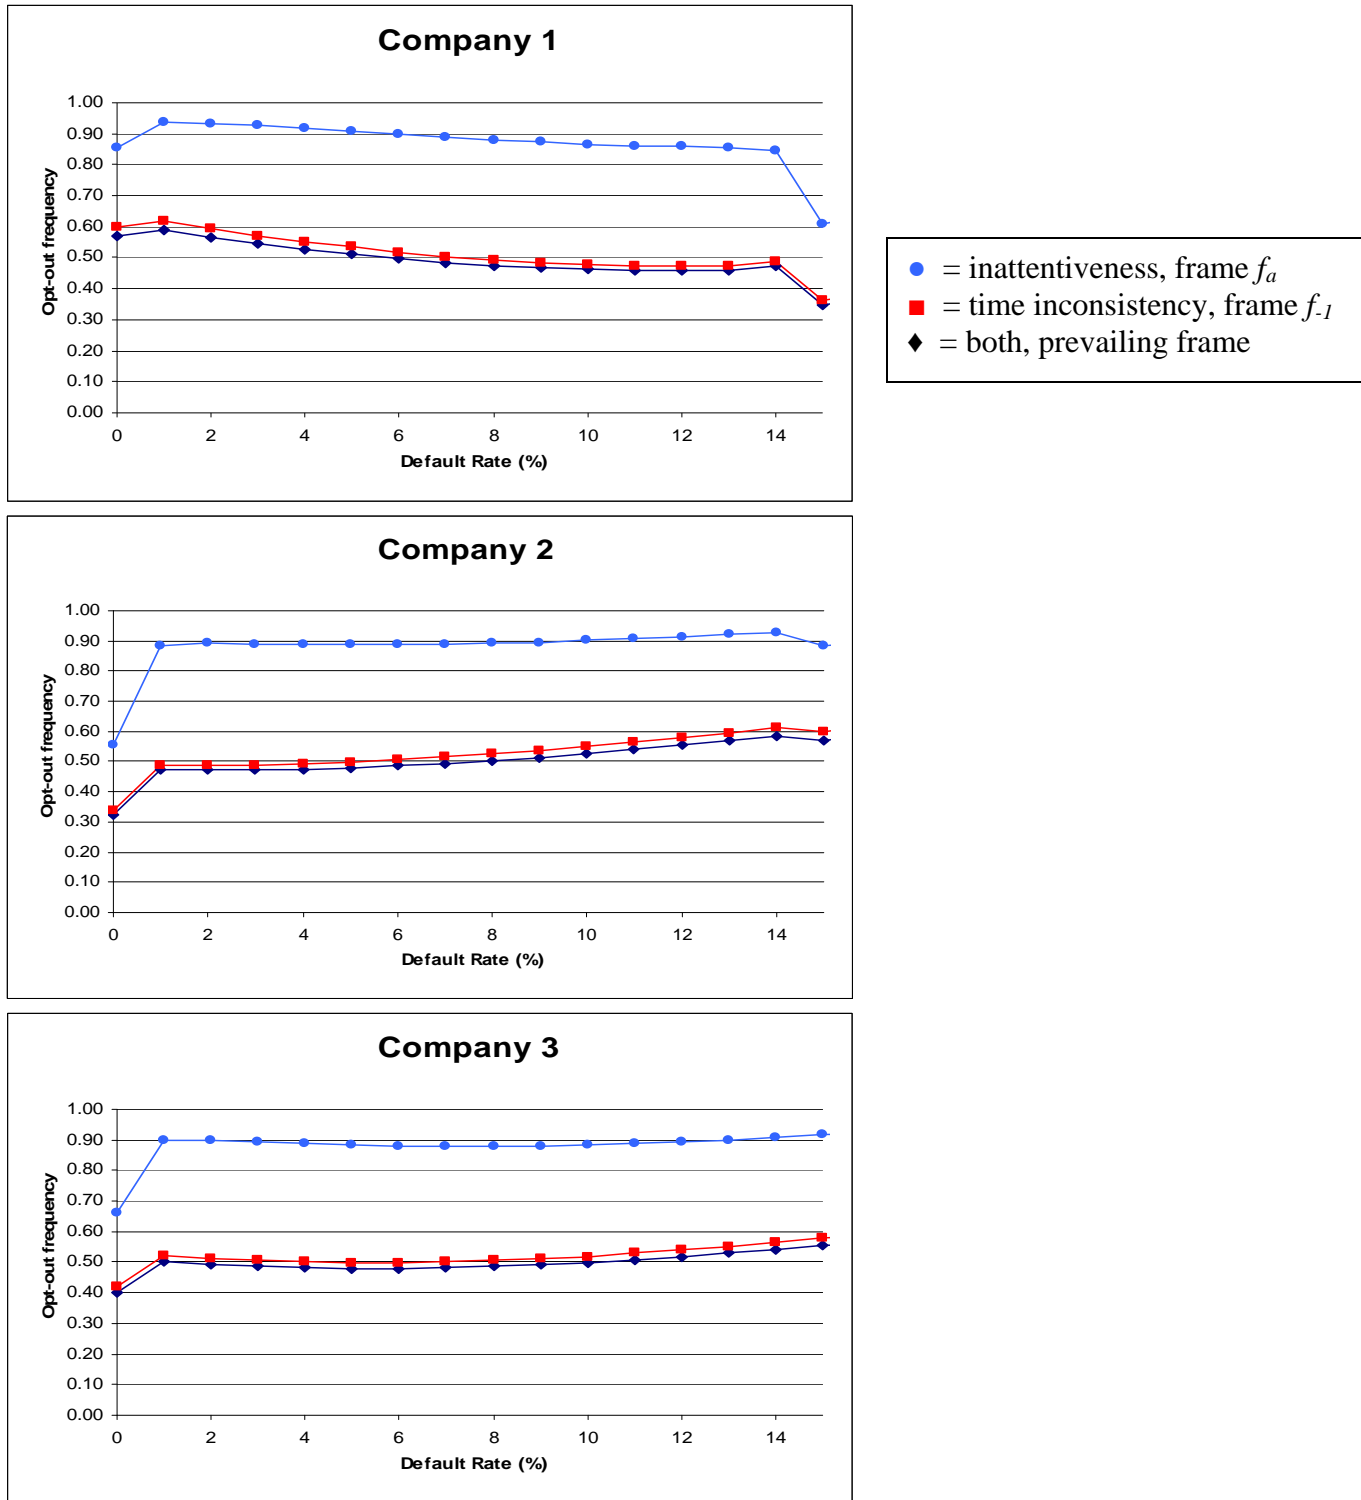 Company 1
1.00
0.90
0.80
0.70
0.60
0.50
0.40
0.30
0.20
0.10
0.00
Opt-out frequency
0 2 4 6 8 10 12 14
Default Rate (%)
= inattentiveness, frame fa
= time inconsistency, frame f-1
= both, prevailing frame
Company 2
1.00
0.90
0.80
0.70
0.60
0.50
0.40
0.30
0.20
0.10
0.00
Opt-out frequency
0 2 4 6 8 10 12 14
Default Rate (%)
Company 3
1.00
0.90
0.80
0.70
0.60
0.50
0.40
0.30
0.20
0.10
0.00
Opt-out frequency
0 2 4 6 8 10 12 14
Default Rate (%)